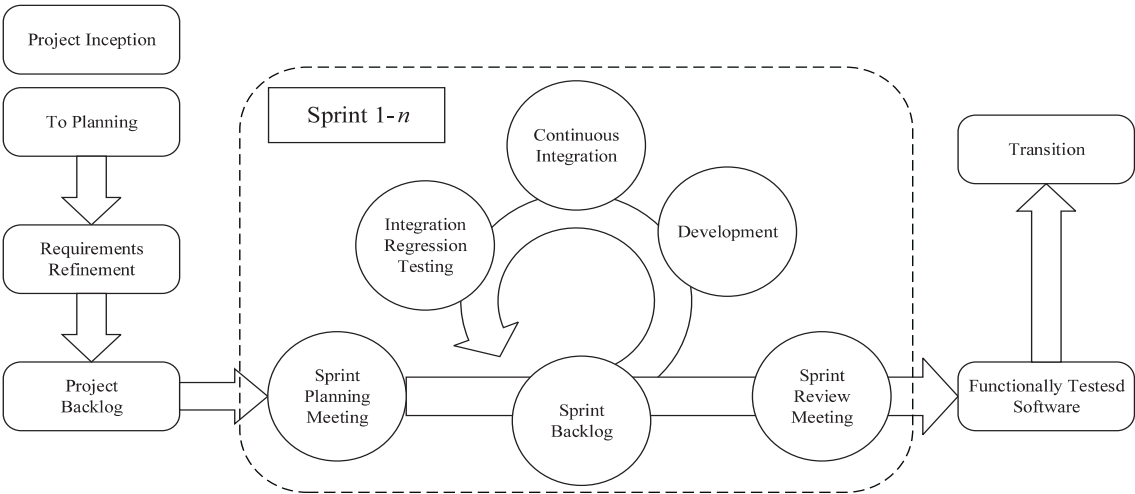 Project Inception
To Planning
Requirements
Refinement
Project
Backlog
Sprint 1-n
Continuous
Integration
Integration
Regression
Testing
Development
Sprint
Planning
Meeting
Sprint
Backlog
Sprint
Review
Meeting
Transition
Functionally Testesd
Software